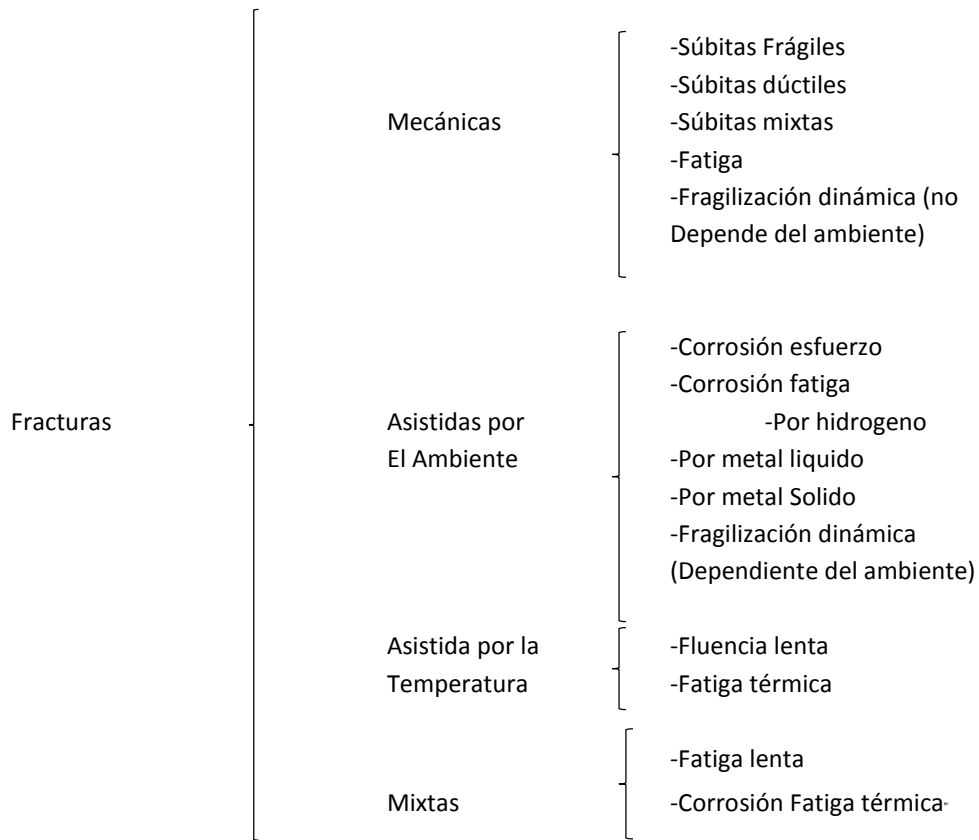 Fracturas
Mecánicas
-Súbitas Frágiles
-Súbitas dúctiles
-Súbitas mixtas
-Fatiga
-Fragilización dinámica (no
Depende del ambiente)
Asistidas por
El Ambiente
-Corrosión esfuerzo
-Corrosión fatiga
-Por hidrogeno
-Por metal liquido
-Por metal Solido
-Fragilización dinámica
(Dependiente del ambiente)
Asistida por la
Temperatura
-Fluencia lenta
-Fatiga térmica
Mixtas
-Fatiga lenta
-Corrosión Fatiga térmica-